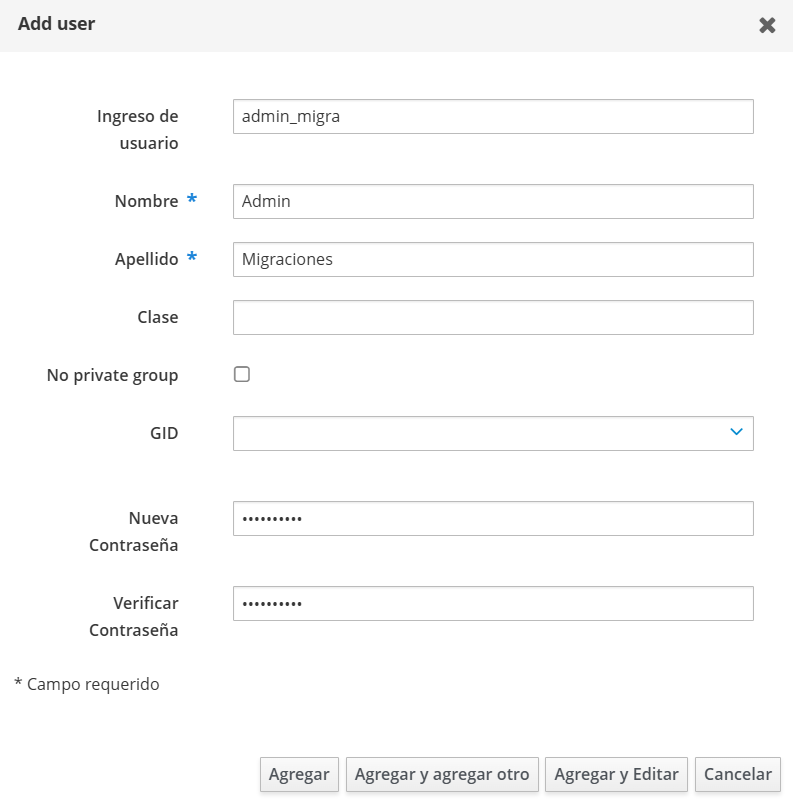 Add user
Ingreso de
usuario
admin_migra
Nombre *
Admin
Apellido *
Migraciones
Clase
No private group
GID
Nueva
Contraseña
••••••••••
Verificar
Contraseña
••••••••••
* Campo requerido
Agregar
Agregar y agregar otro
Agregar y Editar
Cancelar